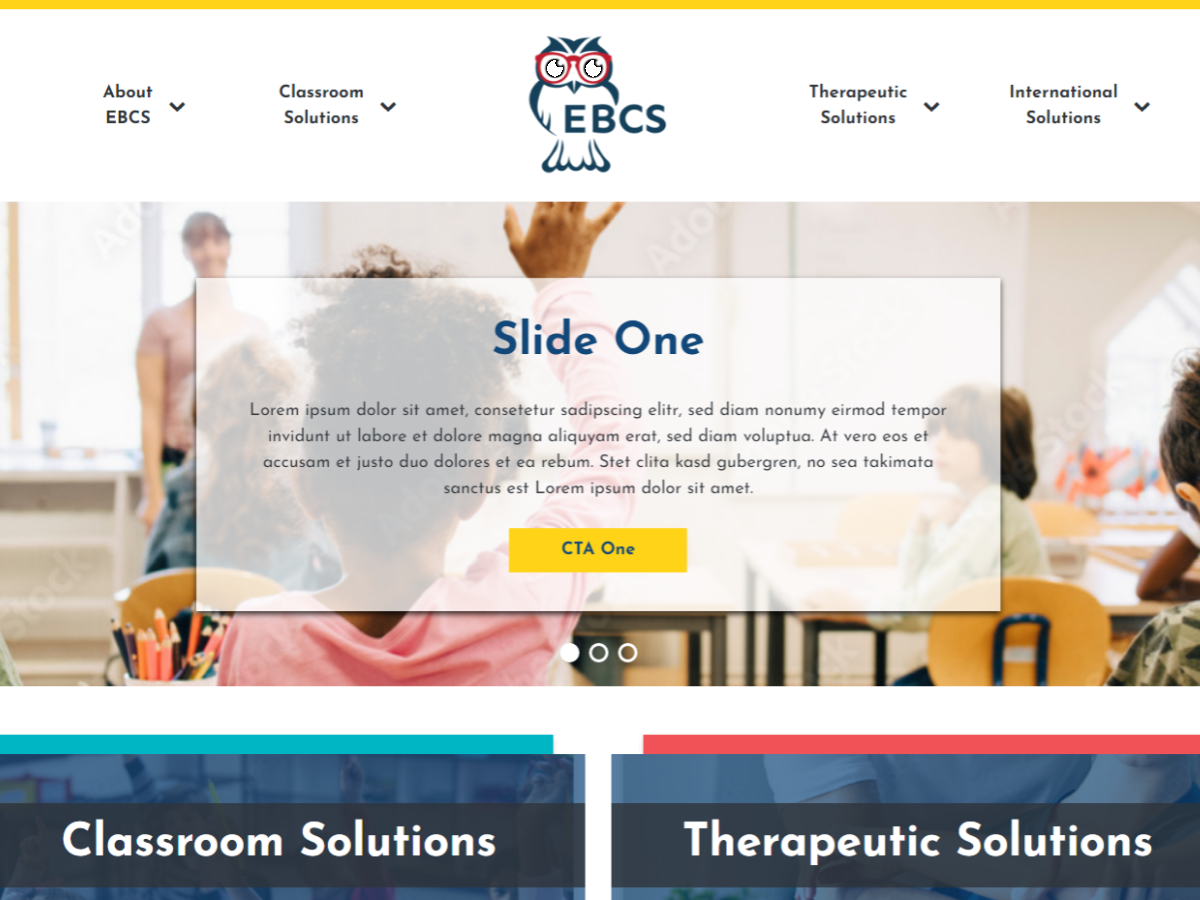 About
EBCS
Classroom
Solutions
EBCS
Therapeutic
Solutions
International
Solutions
Slide One
Lorem ipsum dolor sit amet, consetetur sadipscing elitr, sed diam nonumy eirmod tempor
invidunt ut labore et dolore magna aliquyam erat, sed diam voluptua. At vero eos et
accusam et justo duo dolores et ea rebum. Stet clita kasd gubergren, no sea takimata
sanctus est Lorem ipsum dolor sit amet.
CTA One
Classroom Solutions
Therapeutic Solutions